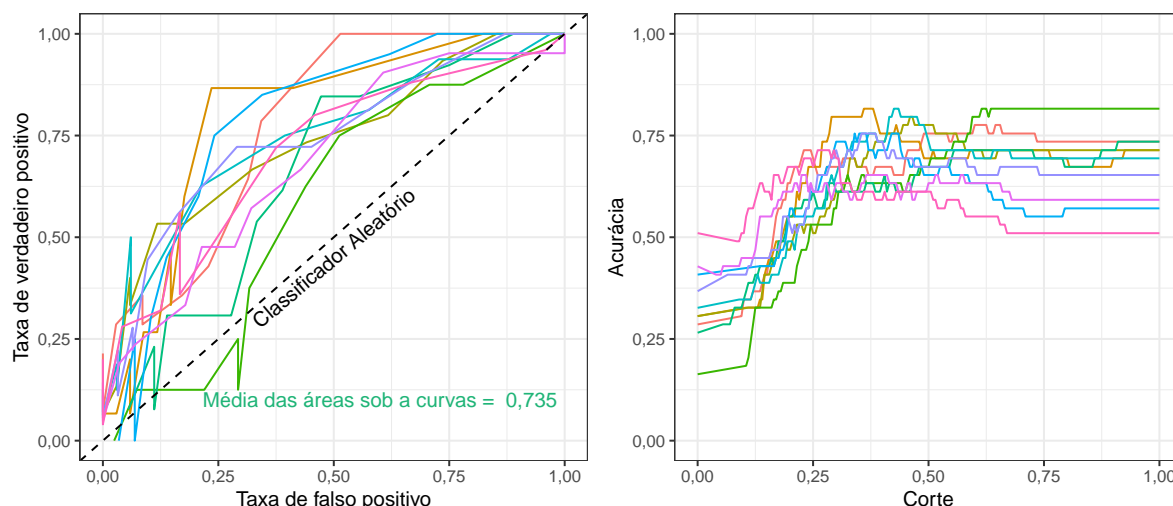 Taxa de verdadeiro positivo
1,00
0,75
0,50
0,25
0,00
Classificador Aleatório
Média das áreas sob a curvas = 0,735
0,00 0,25 0,50 0,75 1,00
Taxa de falso positivo
Acurácia
1,00
0,75
0,50
0,25
0,00
0,00 0,25 0,50 0,75 1,00
Corte